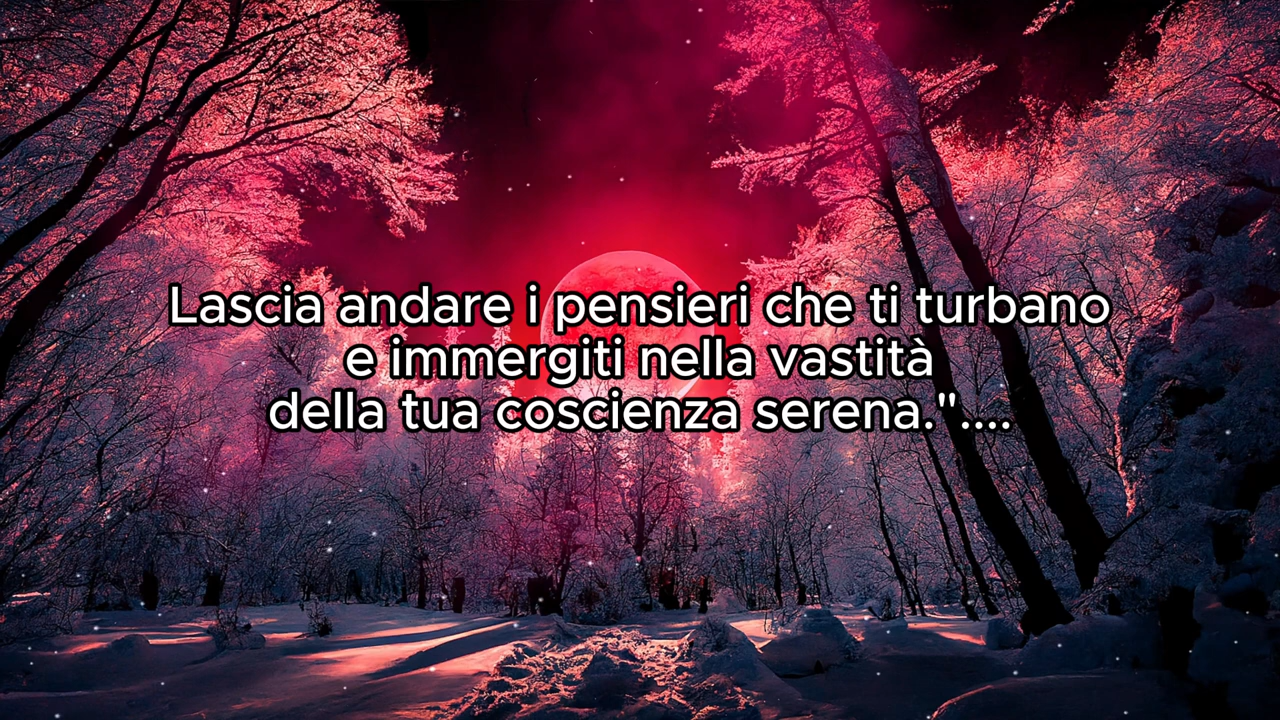 Lascia andare i pensieri che ti turbano
e immergiti nella vastità
della tua coscienza serena."....